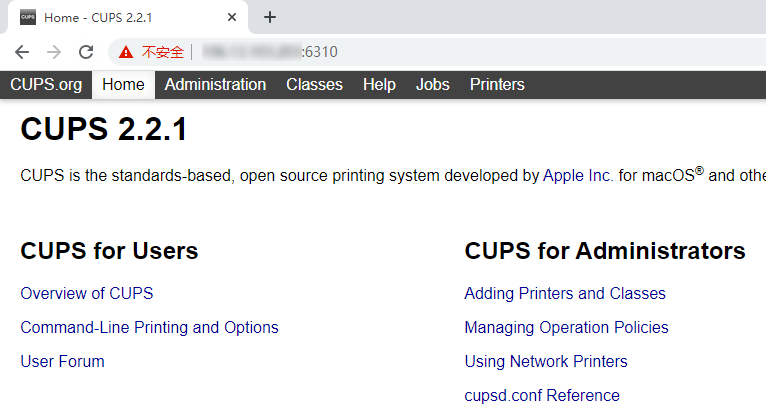 Home - CUPS 2.2.1
不安全 :6310
CUPS.org Home Administration Classes Help Jobs Printers
CUPS 2.2.1
CUPS is the standards-based, open source printing system developed by Apple Inc. for macOS® and
CUPS for Users
Overview of CUPS
Command-Line Printing and Options
User Forum
CUPS for Administrators
Adding Printers and Classes
Managing Operation Policies
Using Network Printers
cupsd.conf Reference